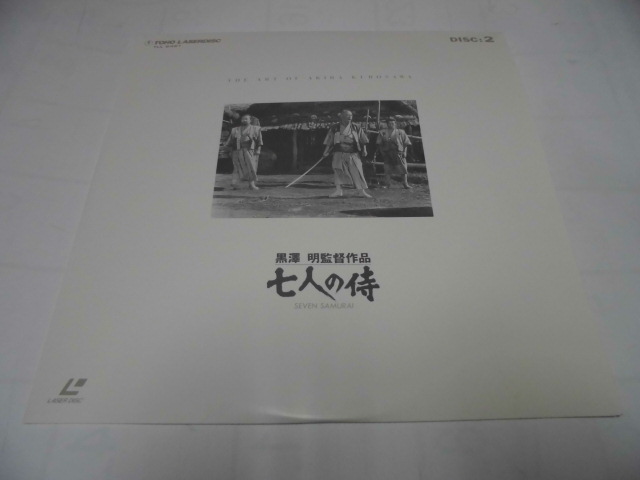 TOHO LASERDISC
DISC: 2
THE ART OF AKIRA KUROSAWA
黒澤 明監督作品
七人の侍
SEVEN SAMURAI
LASERDISC